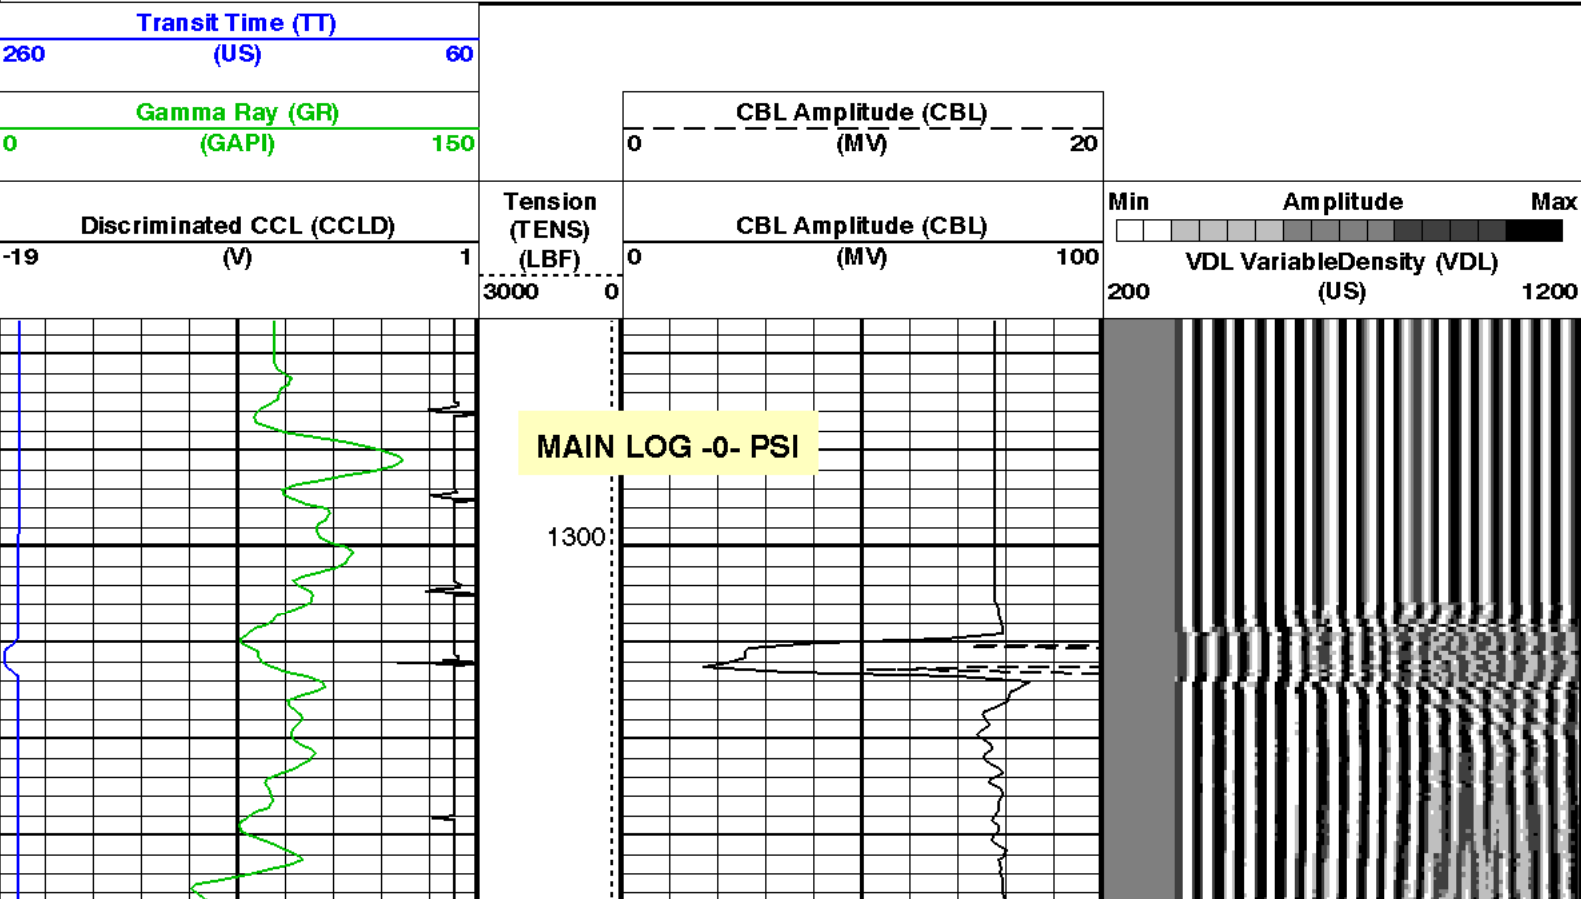 Transit Time (TT)
260 (US) 60
Gamma Ray (GR)
0 (GAPI) 150
CBL Amplitude (CBL)
0 (MV) 20
Discriminated CCL (CCLD)
-19 (V) 1
Tension
(TENS)
(LBF)
3000 0
CBL Amplitude (CBL)
0 (MV) 100
Min Amplitude Max
VDL VariableDensity (VDL)
200 (US) 1200
MAIN LOG -0- PSI
1300